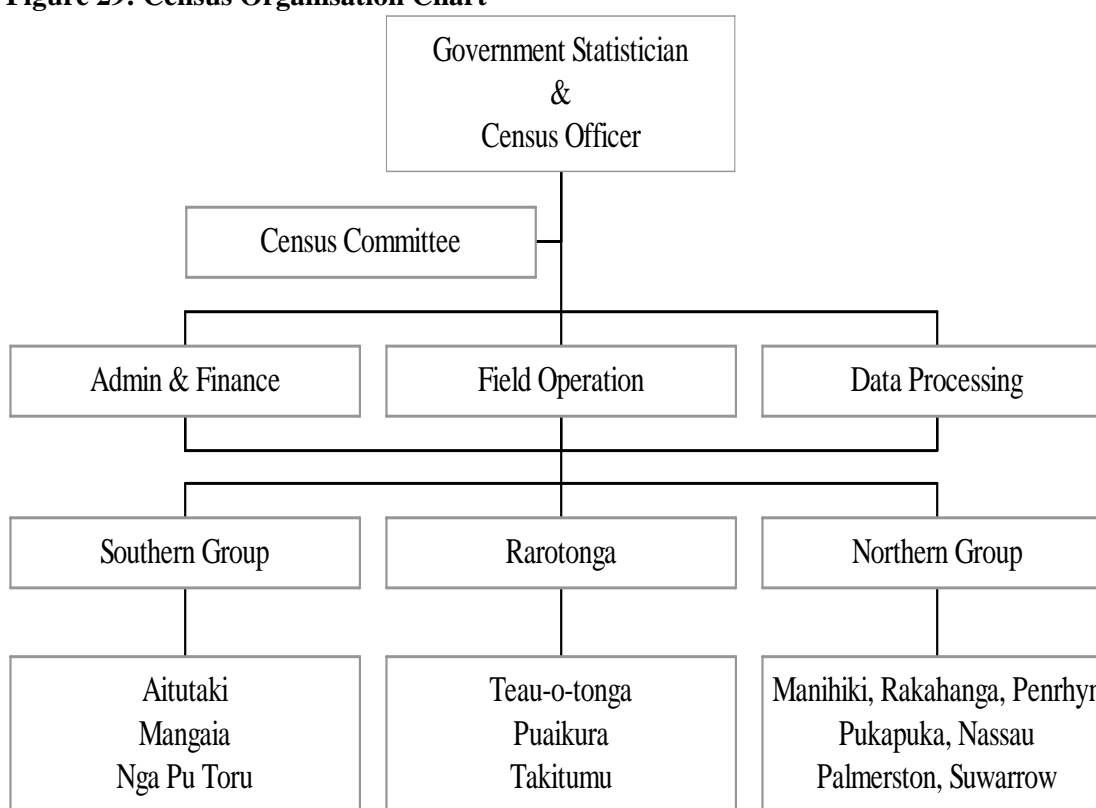 Figure 29: Census Organisation Chart
Government Statistician
&
Census Officer
Census Committee
Admin & Finance
Field Operation
Data Processing
Southern Group
Rarotonga
Northern Group
Aitutaki
Mangaia
Nga Pu Toru
Teau-o-tonga
Puaikura
Takitumu
Manihiki, Rakahanga, Penrhyn
Pukapuka, Nassau
Palmerston, Suwarrow